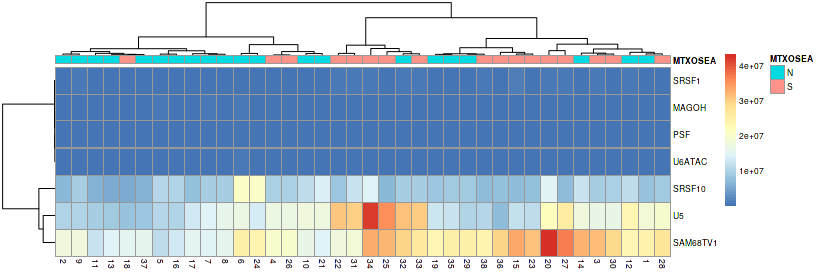 MTXOSEA
MTXOSEA
N
S
4e+07
3e+07
2e+07
1e+07
SRSF1
MAGOH
PSF
U6ATAC
SRSF10
U5
SAM68TV1
2 9 11 13 18 37 5 16 17 7 8 6 24 4 26 10 21 22 31 34 25 32 33 19 35 29 38 36 15 23 20 27 14 3 30 12 1 28